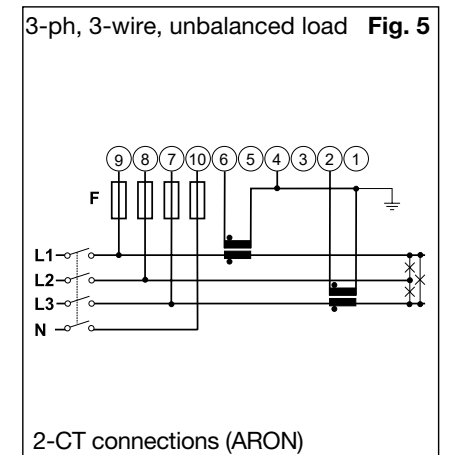 3-ph, 3-wire, unbalanced load Fig. 5
9 8 7 10 6 5 4 3 2 1
F
L1
L2
L3
N
2-CT connections (ARON)